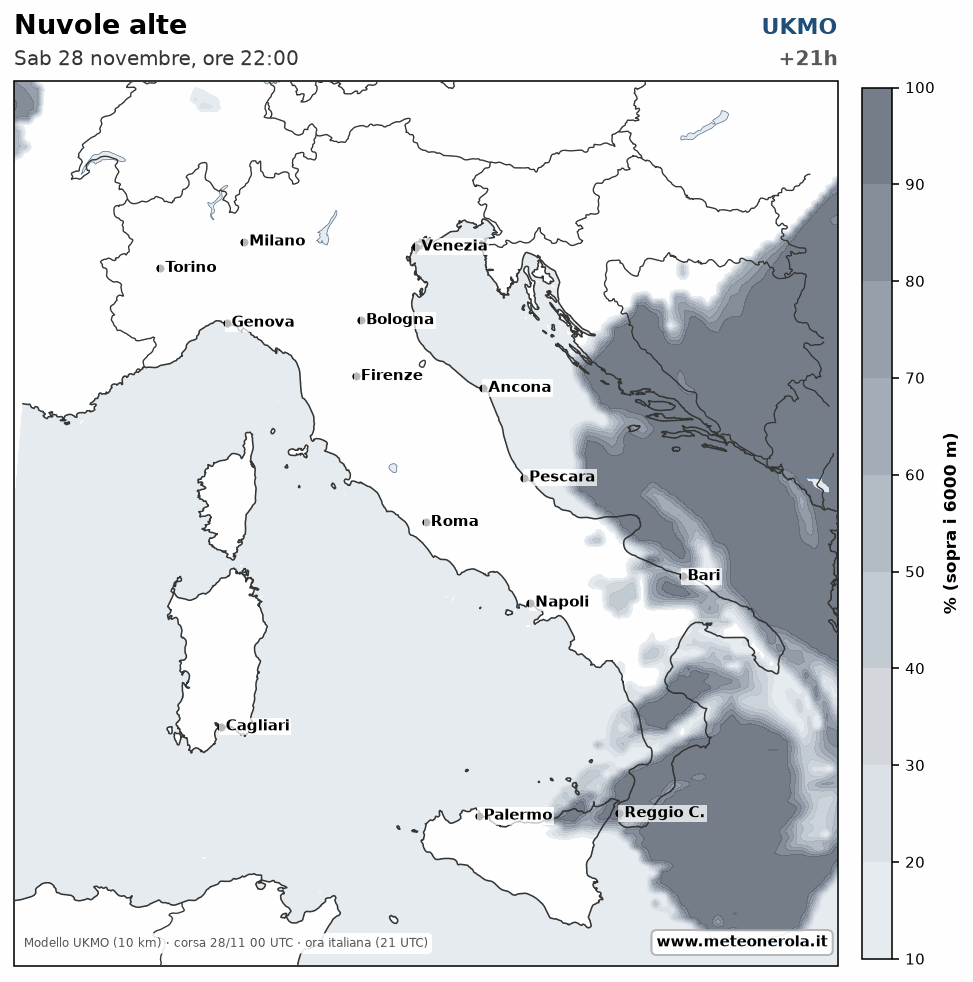 Nuvole alte
UKMO
Sab 28 novembre, ore 22:00
+21h
100
90
80
70
60
50
40
30
20
10
% (sopra i 6000 m)
Milano
Venezia
Torino
Genova
Bologna
Firenze
Ancona
Pescara
Roma
Bari
Napoli
Cagliari
Palermo
Reggio C.
Modello UKMO (10 km) · corsa 28/11 00 UTC · ora italiana (21 UTC)
www.meteonerola.it